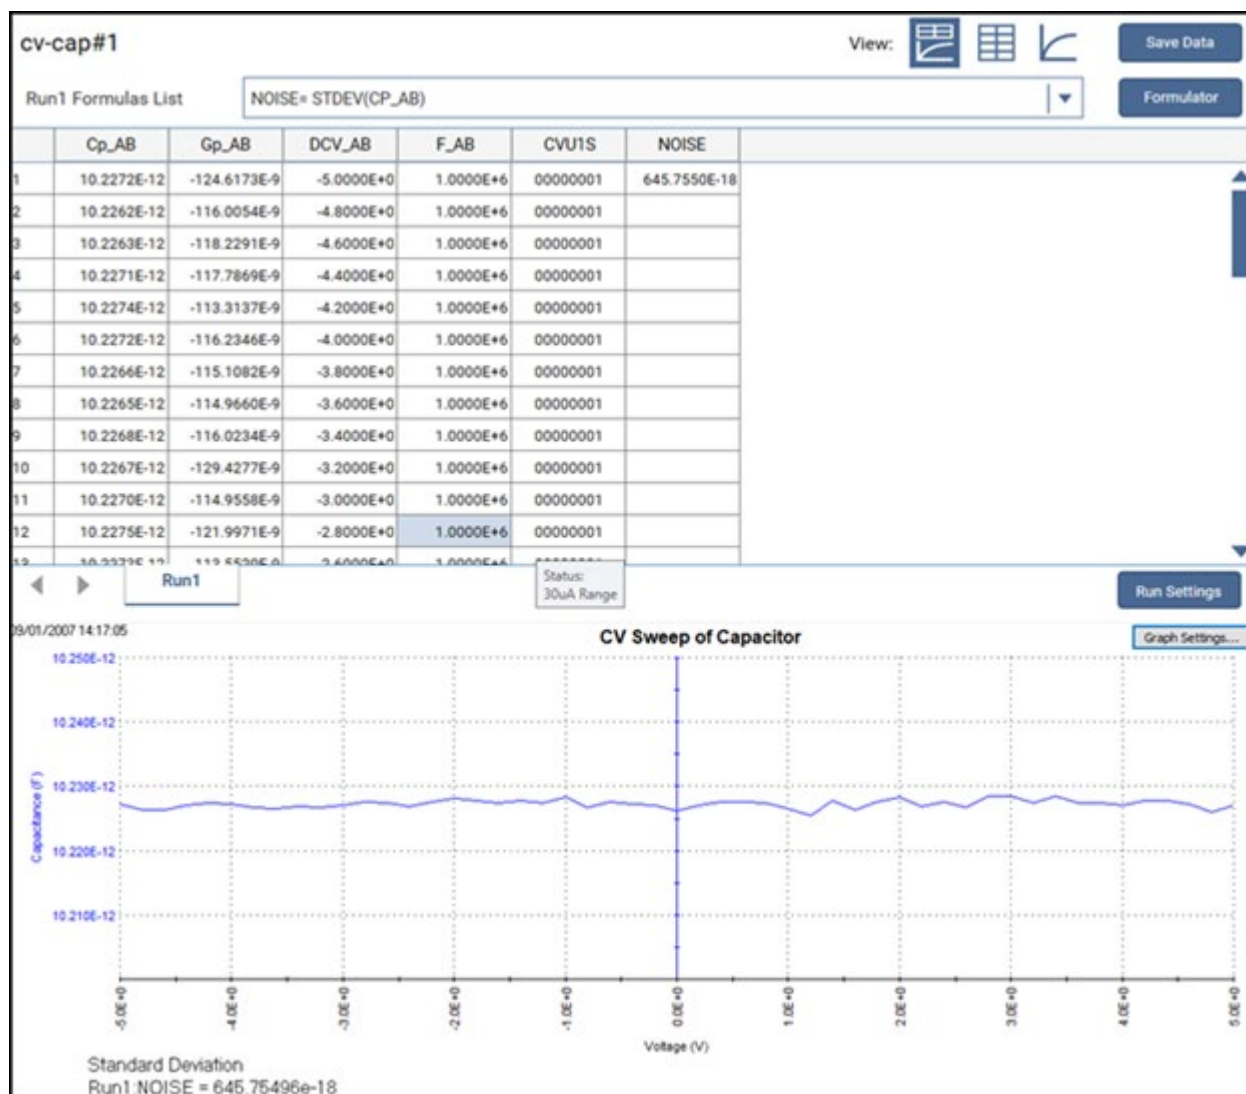 cv-cap#1
View:
Save Data
Run1 Formulas List
NOISE= STDEV(CP_AB)
Formulator
Cp_AB Gp_AB DCV_AB F_AB CVU1S NOISE
1 10.2272E-12 -124.6173E-9 -5.0000E+0 1.0000E+6 00000001 645.7550E-18
2 10.2262E-12 -116.0054E-9 -4.8000E+0 1.0000E+6 00000001
3 10.2263E-12 -118.2291E-9 -4.6000E+0 1.0000E+6 00000001
4 10.2271E-12 -117.7869E-9 -4.4000E+0 1.0000E+6 00000001
5 10.2274E-12 -113.3137E-9 -4.2000E+0 1.0000E+6 00000001
6 10.2272E-12 -116.2346E-9 -4.0000E+0 1.0000E+6 00000001
7 10.2266E-12 -115.1082E-9 -3.8000E+0 1.0000E+6 00000001
8 10.2265E-12 -114.9660E-9 -3.6000E+0 1.0000E+6 00000001
9 10.2268E-12 -116.0234E-9 -3.4000E+0 1.0000E+6 00000001
10 10.2267E-12 -129.4277E-9 -3.2000E+0 1.0000E+6 00000001
11 10.2270E-12 -114.9558E-9 -3.0000E+0 1.0000E+6 00000001
12 10.2275E-12 -121.9971E-9 -2.8000E+0 1.0000E+6 00000001
Run1
Status:
30uA Range
Run Settings
09/01/2007 14:17:05
CV Sweep of Capacitor
Graph Settings...
10.250E-12
10.240E-12
10.230E-12
10.220E-12
10.210E-12
Capacitance (F)
-5.0E+0 -4.0E+0 -3.0E+0 -2.0E+0 -1.0E+0 0.0E+0 1.0E+0 2.0E+0 3.0E+0 4.0E+0 5.0E+0
Voltage (V)
Standard Deviation
Run1:NOISE = 645.75496e-18